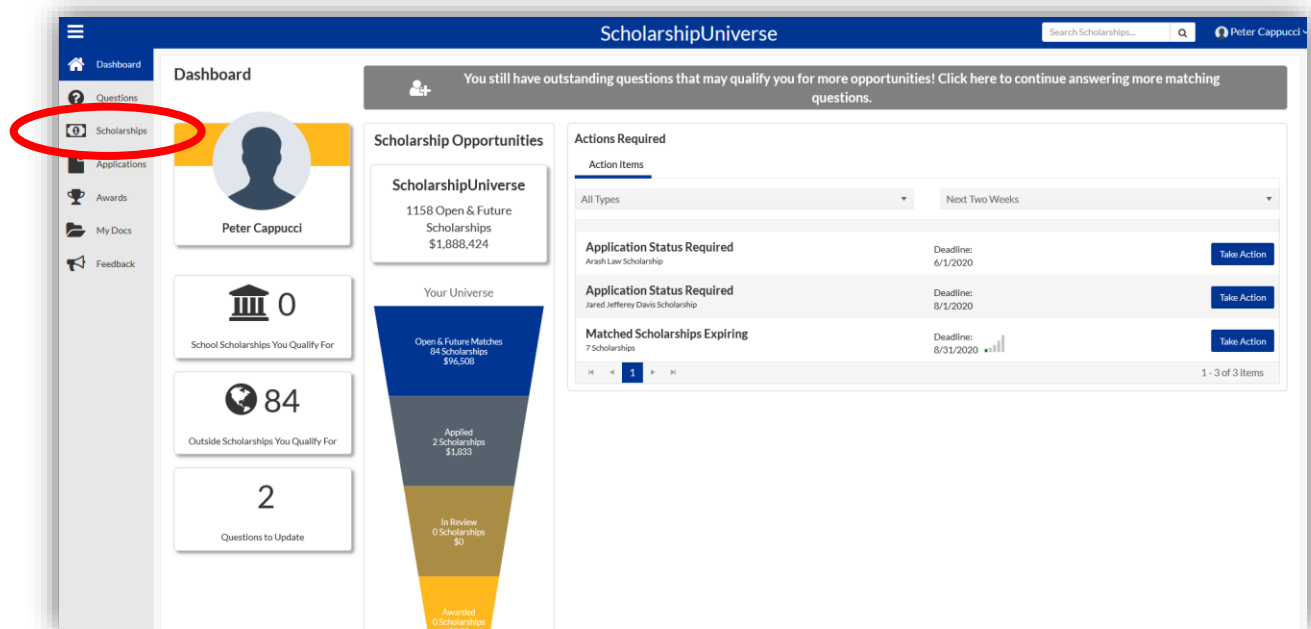 ScholarshipUniverse
Search Scholarships...
Peter Cappucci
Dashboard
Questions
Scholarships
Applications
Awards
My Docs
Feedback
Dashboard
You still have outstanding questions that may qualify you for more opportunities! Click here to continue answering more matching
questions.
Peter Cappucci
0
School Scholarships You Qualify For
84
Outside Scholarships You Qualify For
2
Questions to Update
Scholarship Opportunities
ScholarshipUniverse
1158 Open & Future
Scholarships
$1,888,424
Your Universe
Open & Future Matches
84 Scholarships
$96,508
Applied
2 Scholarships
$1,833
In Review
0 Scholarships
$0
Awarded
0 Scholarships
Actions Required
Action Items
All Types
Next Two Weeks
Application Status Required
Arash Law Scholarship
Deadline:
6/1/2020
Take Action
Application Status Required
Jared Jefferey Davis Scholarship
Deadline:
8/1/2020
Take Action
Matched Scholarships Expiring
7 Scholarships
Deadline:
8/31/2020
Take Action
1
1 - 3 of 3 items